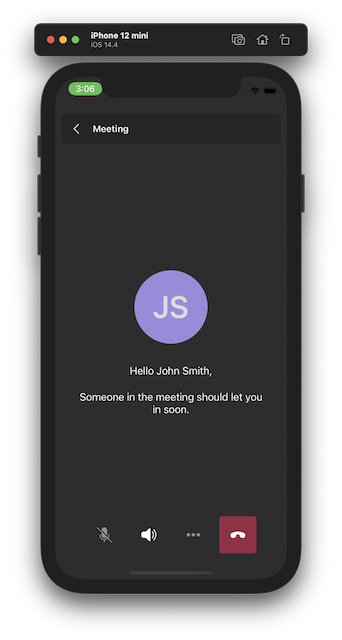 iPhone 12 mini
iOS 14.4
3:06
Meeting
JS
Hello John Smith,
Someone in the meeting should let you
in soon.